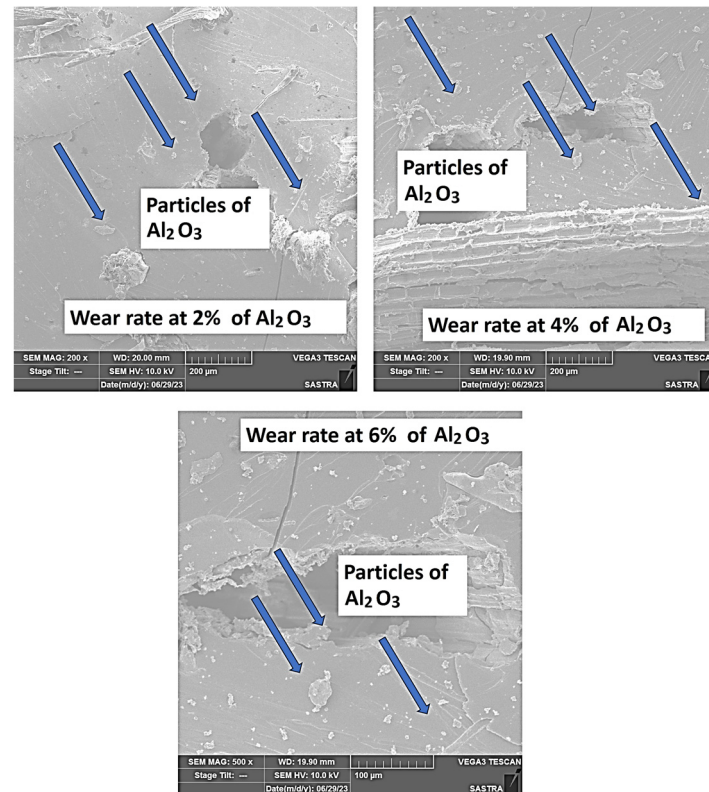 Particles of
Al₂O₃
Wear rate at 2% of Al₂O₃
SEM MAG: 200 x WD: 20.00 mm VEGA3 TESCAN
Stage Tilt: --- SEM HV: 10.0 kV 200 µm
Date(m/d/y): 06/29/23 SASTRA
Particles of
Al₂O₃
Wear rate at 4% of Al₂O₃
SEM MAG: 200 x WD: 19.90 mm VEGA3 TESCA
Stage Tilt: --- SEM HV: 10.0 kV 200 µm
Date(m/d/y): 06/29/23 SASTRA
Wear rate at 6% of Al₂O₃
Particles of
Al₂O₃
SEM MAG: 500 x WD: 19.90 mm VEGA3 TESCAN
Stage Tilt: --- SEM HV: 10.0 kV 100 µm
Date(m/d/y): 06/29/23 SASTRA